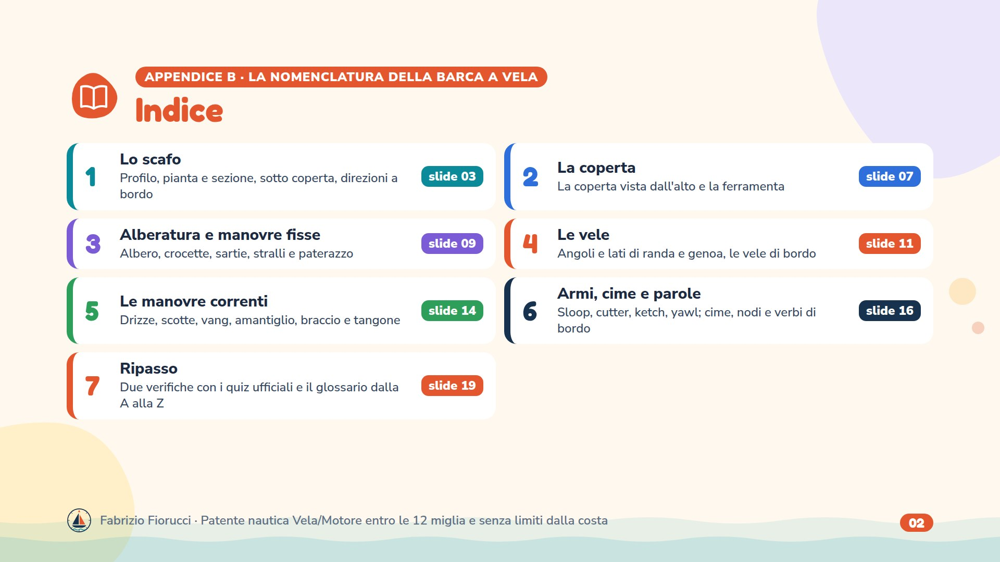 APPENDICE B · LA NOMENCLATURA DELLA BARCA A VELA
Indice
1
Lo scafo
Profilo, pianta e sezione, sotto coperta, direzioni a
bordo
slide 03
2
La coperta
La coperta vista dall'alto e la ferramenta
slide 07
3
Alberatura e manovre fisse
Albero, crocette, sartie, stralli e paterazzo
slide 09
4
Le vele
Angoli e lati di randa e genoa, le vele di bordo
slide 11
5
Le manovre correnti
Drizze, scotte, vang, amantiglio, braccio e tangone
slide 14
6
Armi, cime e parole
Sloop, cutter, ketch, yawl; cime, nodi e verbi di
bordo
slide 16
7
Ripasso
Due verifiche con i quiz ufficiali e il glossario dalla
A alla Z
slide 19
Fabrizio Fiorucci · Patente nautica Vela/Motore entro le 12 miglia e senza limiti dalla costa
02